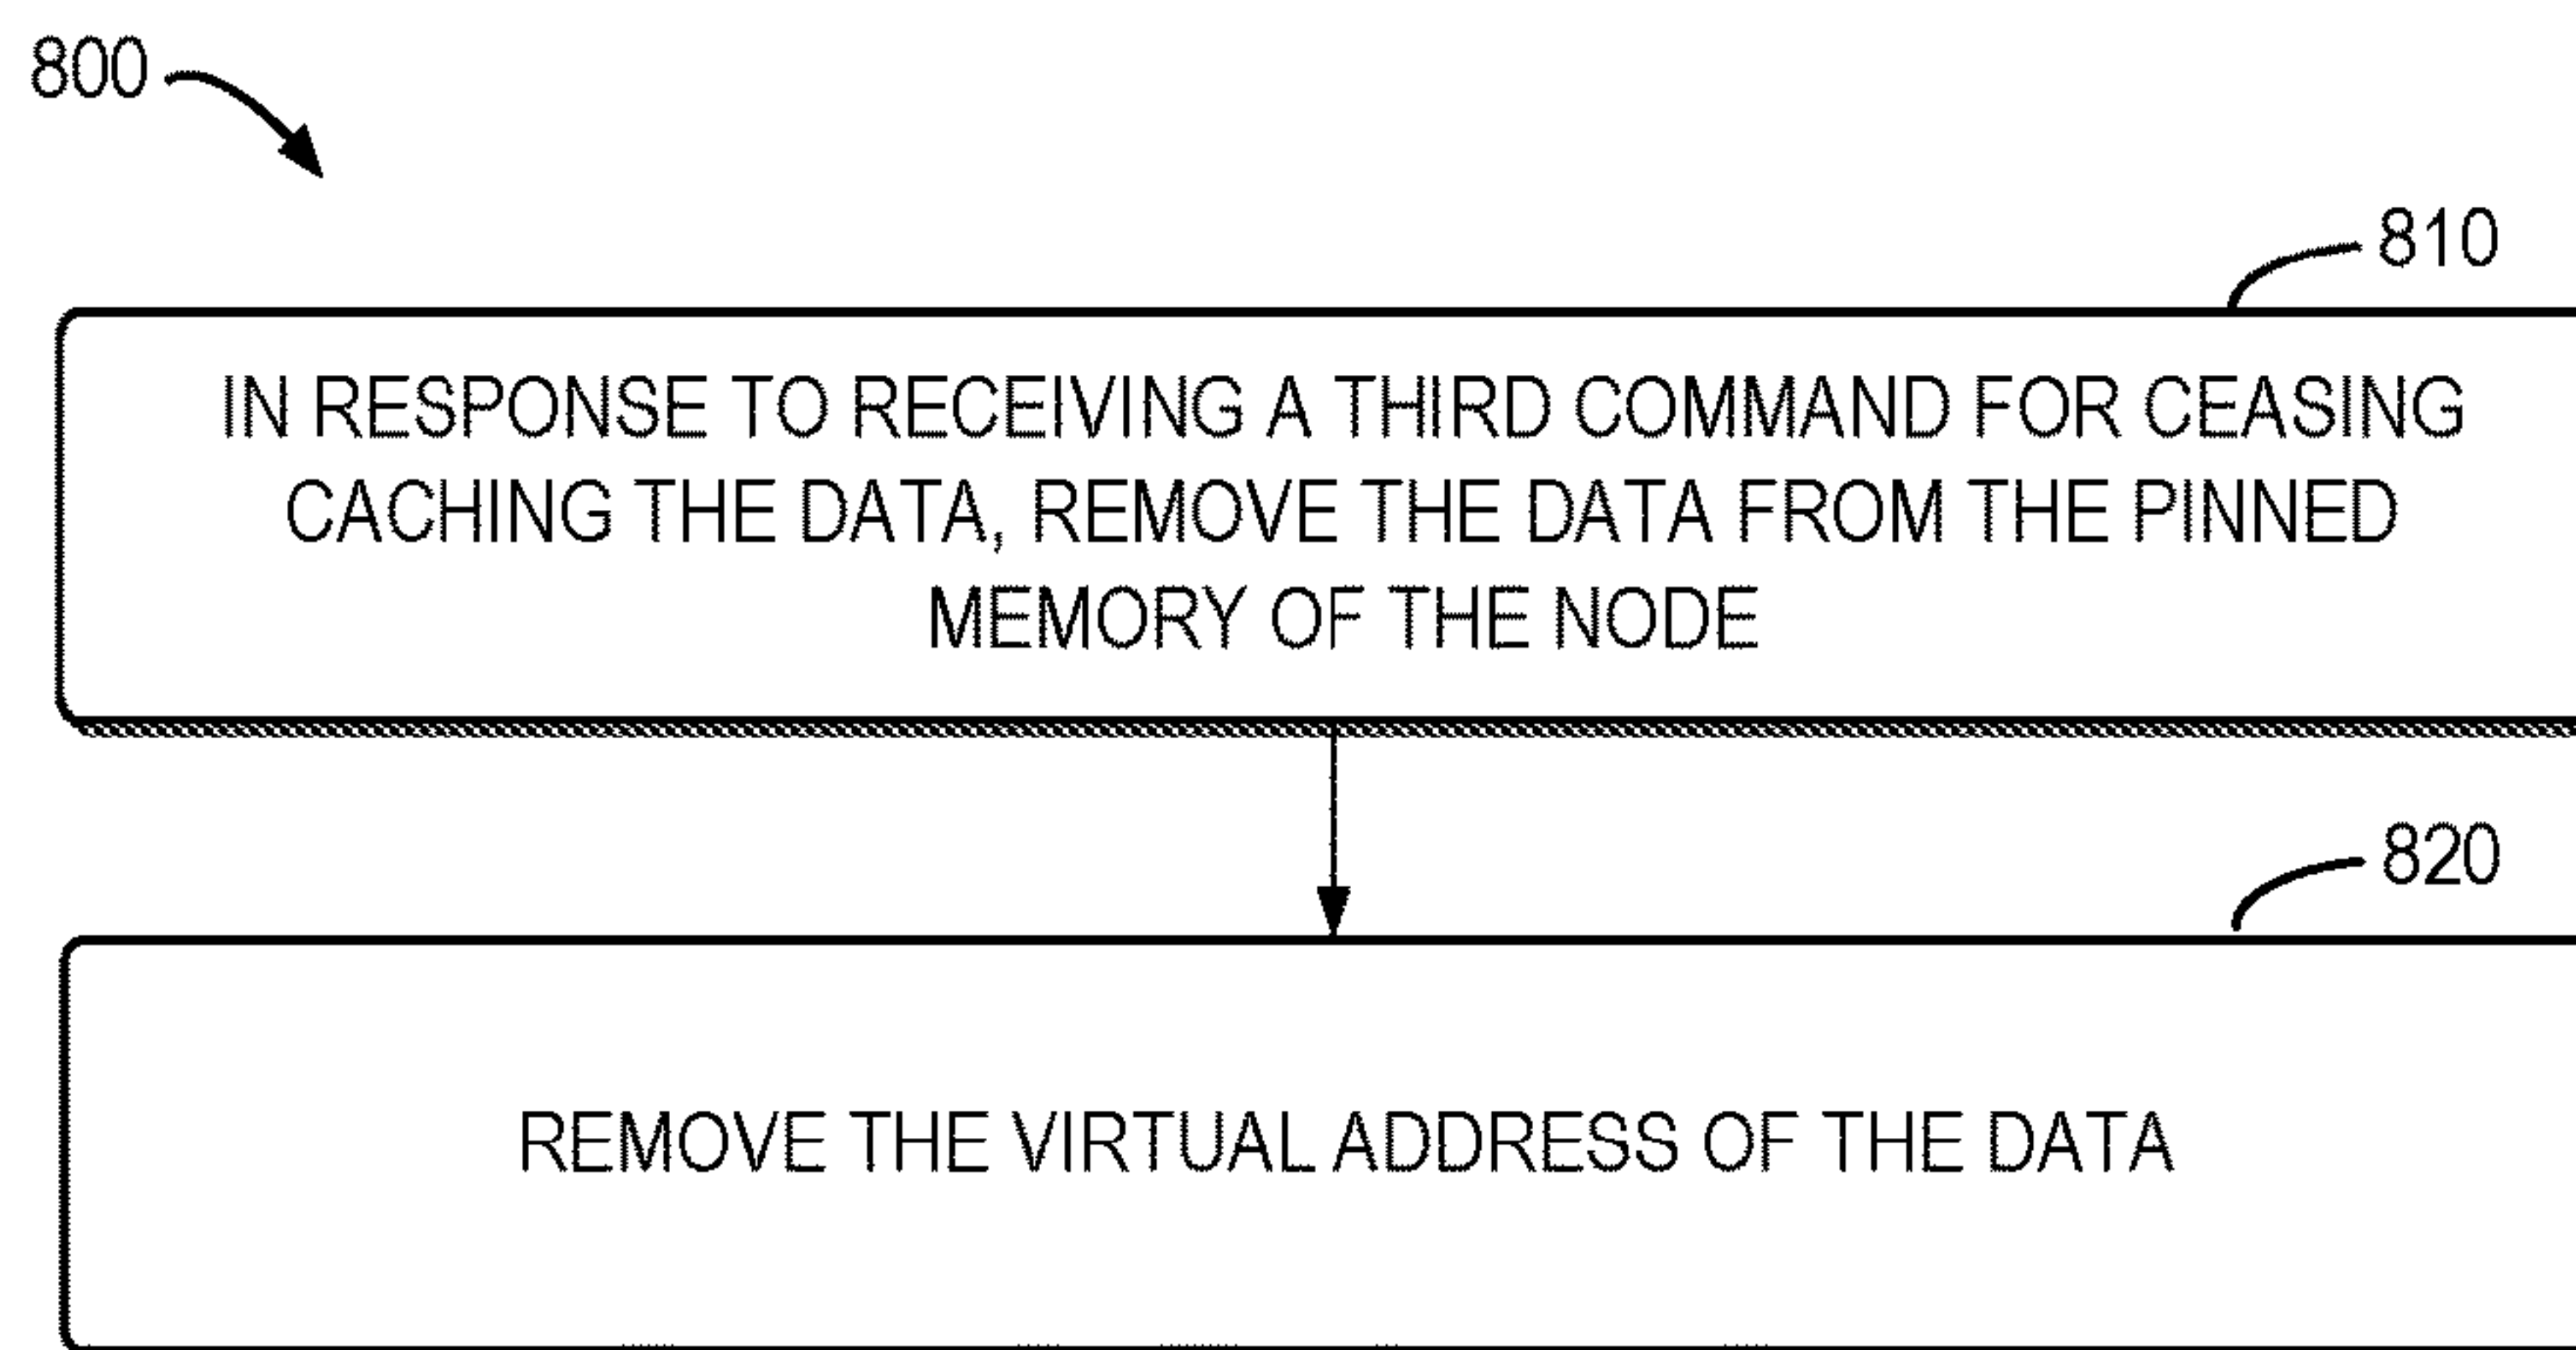 800
810
IN RESPONSE TO RECEIVING A THIRD COMMAND FOR CEASING
CACHING THE DATA, REMOVE THE DATA FROM THE PINNED
MEMORY OF THE NODE
820
REMOVE THE VIRTUAL ADDRESS OF THE DATA